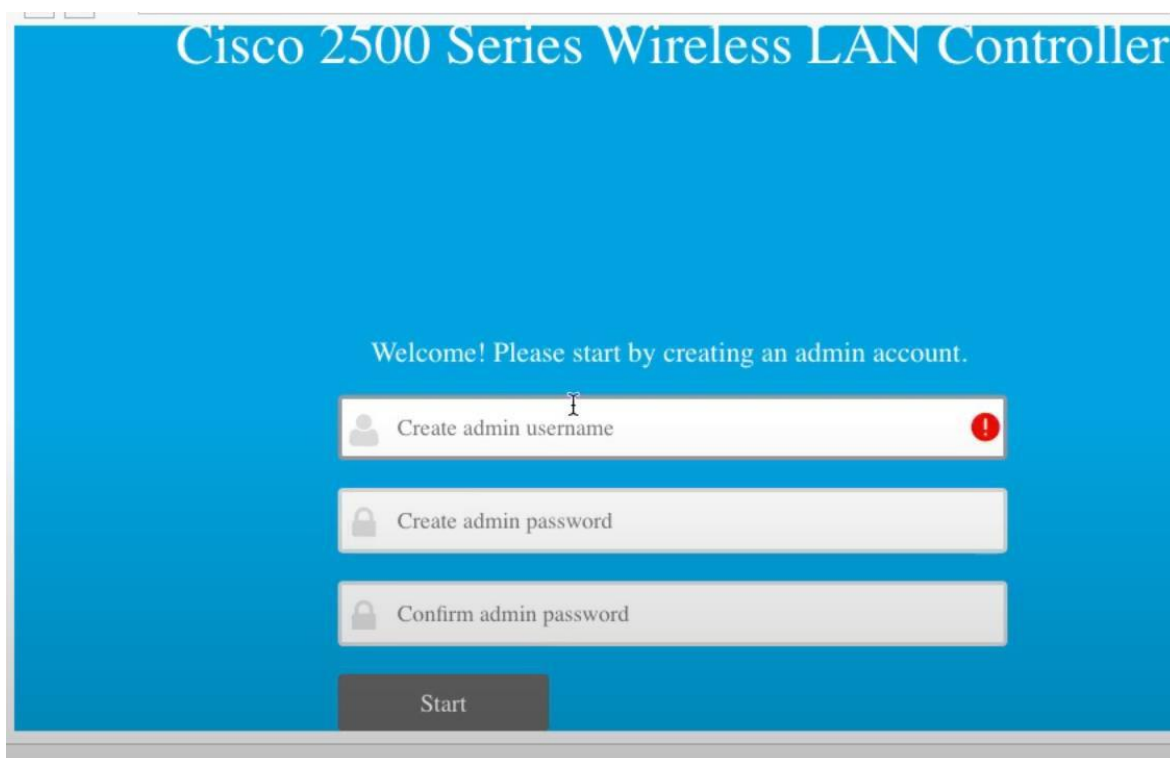 Cisco 2500 Series Wireless LAN Controller
Welcome! Please start by creating an admin account.
Create admin username
Create admin password
Confirm admin password
Start